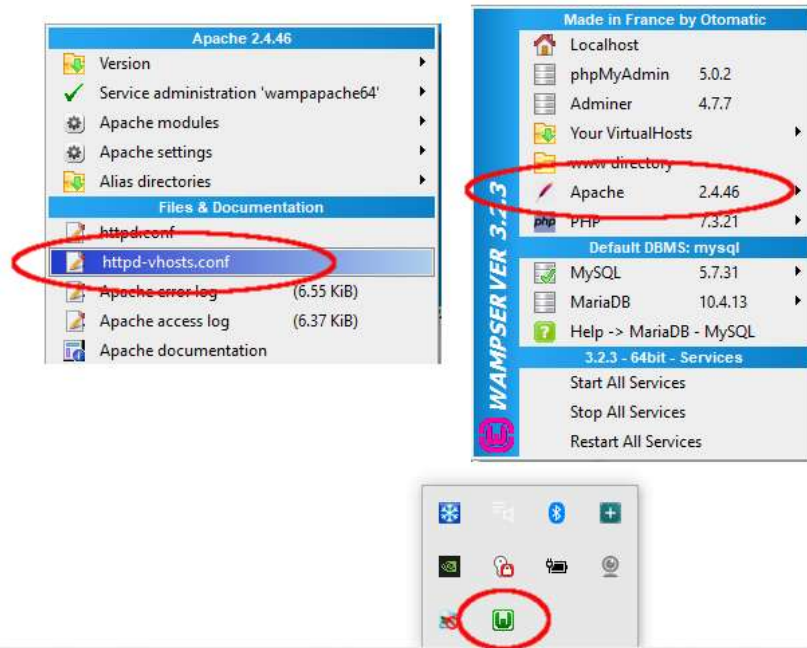 Apache 2.4.46
Version
Service administration 'wampapache64'
Apache modules
Apache settings
Alias directories
Files & Documentation
httpd.conf
httpd-vhosts.conf
Apache error log (6.55 KiB)
Apache access log (6.37 KiB)
Apache documentation
Made in France by Otomatic
Localhost
phpMyAdmin 5.0.2
Adminer 4.7.7
Your VirtualHosts
www directory
Apache 2.4.46
php PHP 7.3.21
Default DBMS: mysql
MySQL 5.7.31
MariaDB 10.4.13
Help -> MariaDB - MySQL
3.2.3 - 64bit - Services
Start All Services
Stop All Services
Restart All Services
WAMPSERVER 3.2.3